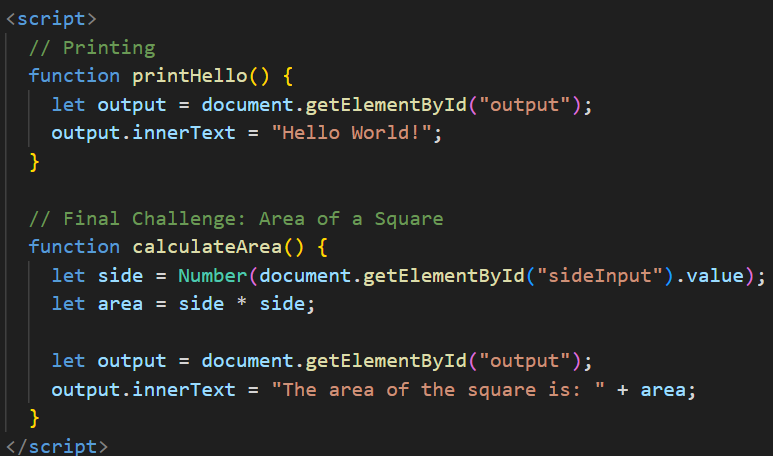 <script>
  // Printing
  function printHello() {
    let output = document.getElementById("output");
    output.innerText = "Hello World!";
  }

  // Final Challenge: Area of a Square
  function calculateArea() {
    let side = Number(document.getElementById("sideInput").value);
    let area = side * side;

    let output = document.getElementById("output");
    output.innerText = "The area of the square is: " + area;
  }
</script>